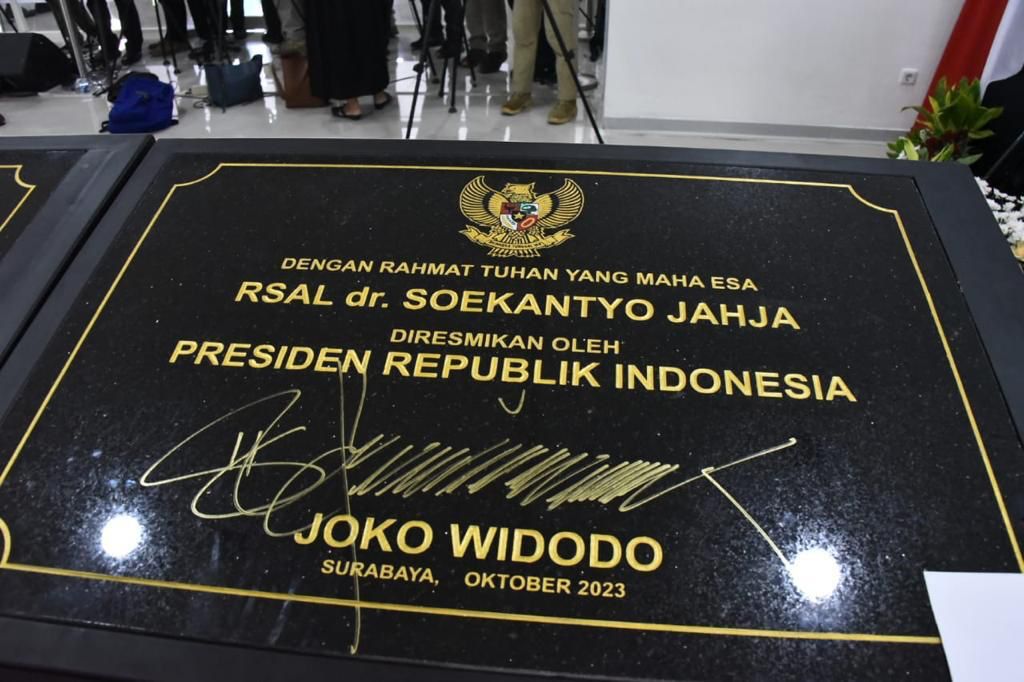 DENGAN RAHMAT TUHAN YANG MAHA ESA
RSAL dr. SOEKANTYO JAHJA
DIRESMIKAN OLEH
PRESIDEN REPUBLIK INDONESIA
JOKO WIDODO
SURABAYA, OKTOBER 2023